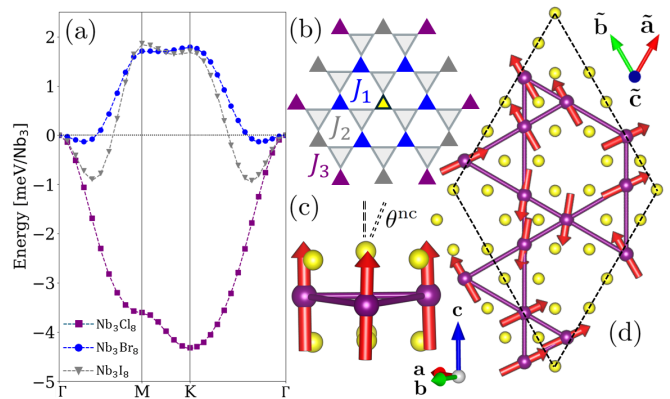 (a)
Energy [meV/Nb₃]
2
1
0
−1
−2
−3
−4
−5
Nb₃Cl₈
Nb₃Br₈
Nb₃I₈
Γ M K Γ
(b)
J₁
J₂
J₃
(c)
θⁿᶜ
c
a
b
b̃ ã
c̃
(d)